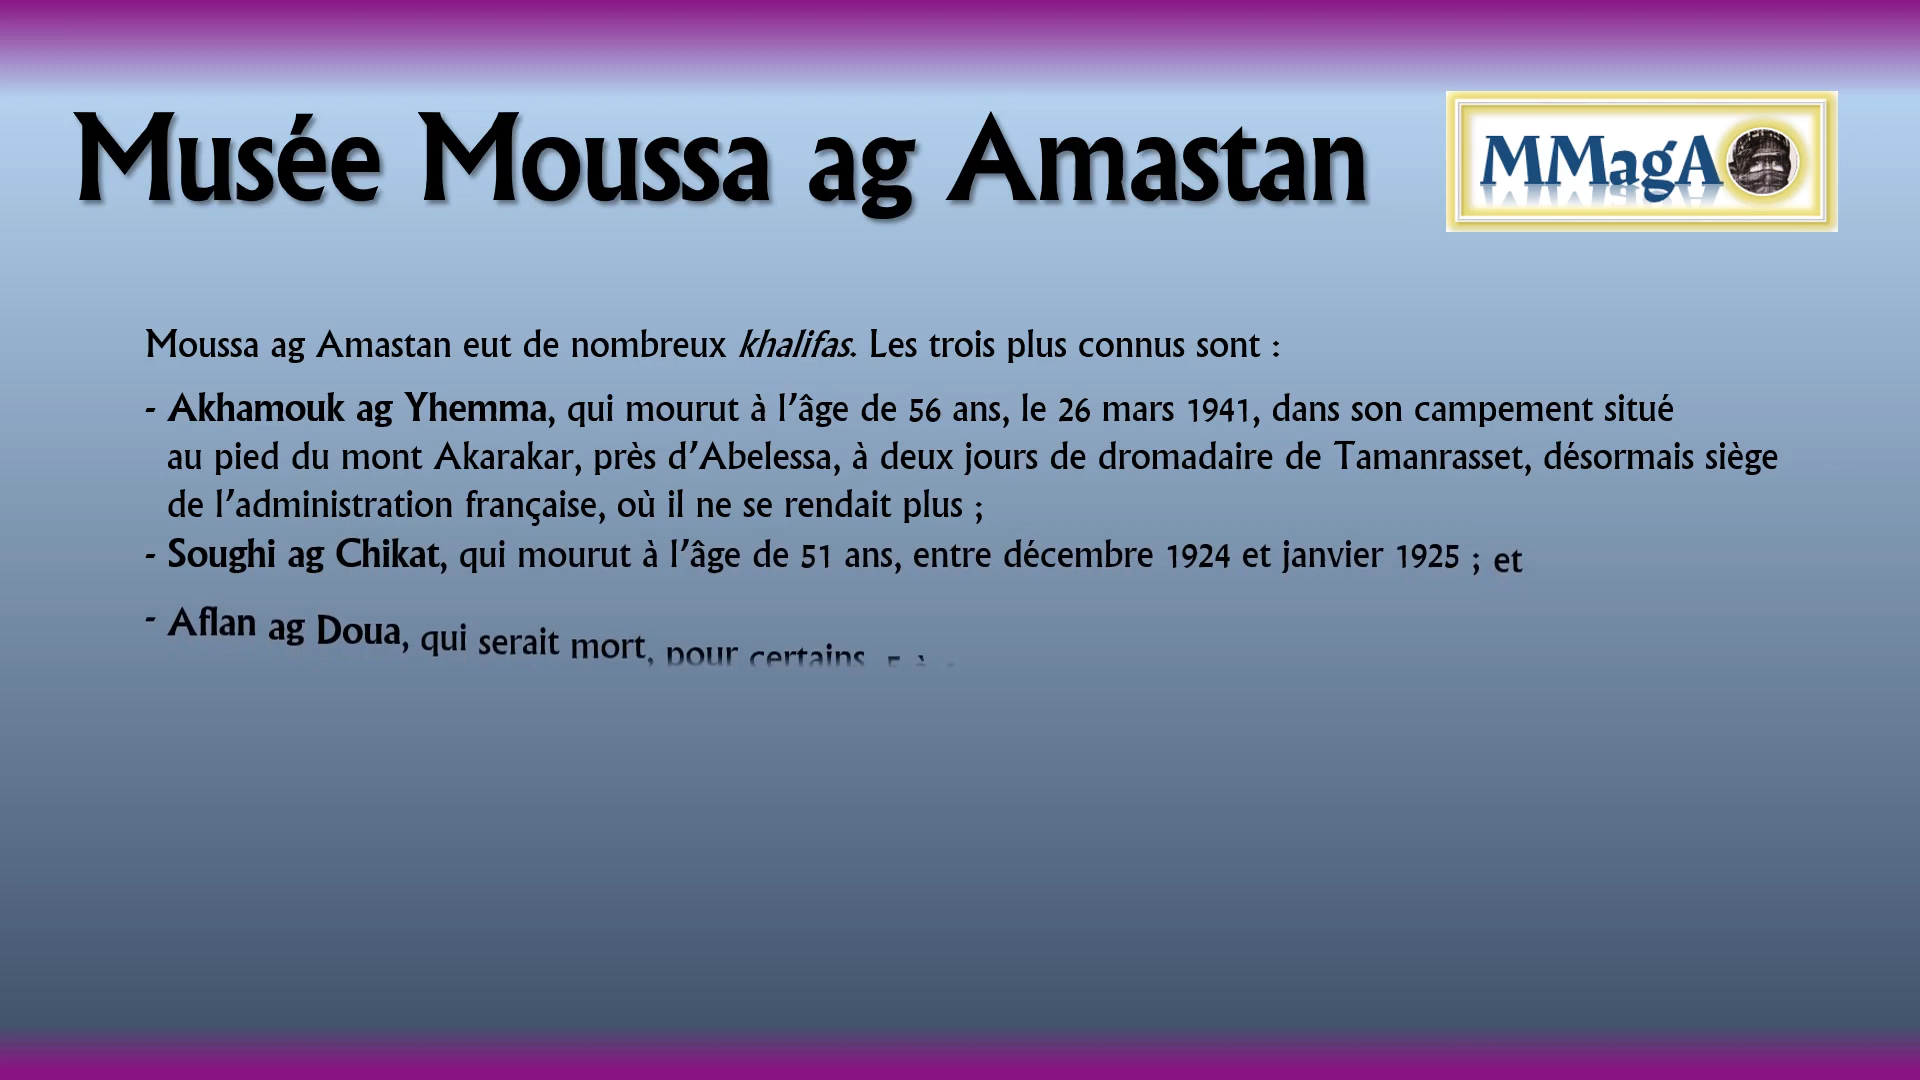 Musée Moussa ag Amastan
MMagA
Moussa ag Amastan eut de nombreux khalifas. Les trois plus connus sont :
- Akhamouk ag Yhemma, qui mourut à l’âge de 56 ans, le 26 mars 1941, dans son campement situé
au pied du mont Akarakar, près d’Abelessa, à deux jours de dromadaire de Tamanrasset, désormais siège
de l’administration française, où il ne se rendait plus ;
- Soughi ag Chikat, qui mourut à l’âge de 51 ans, entre décembre 1924 et janvier 1925 ; et
- Aflan ag Doua, qui serait mort, pour certains,